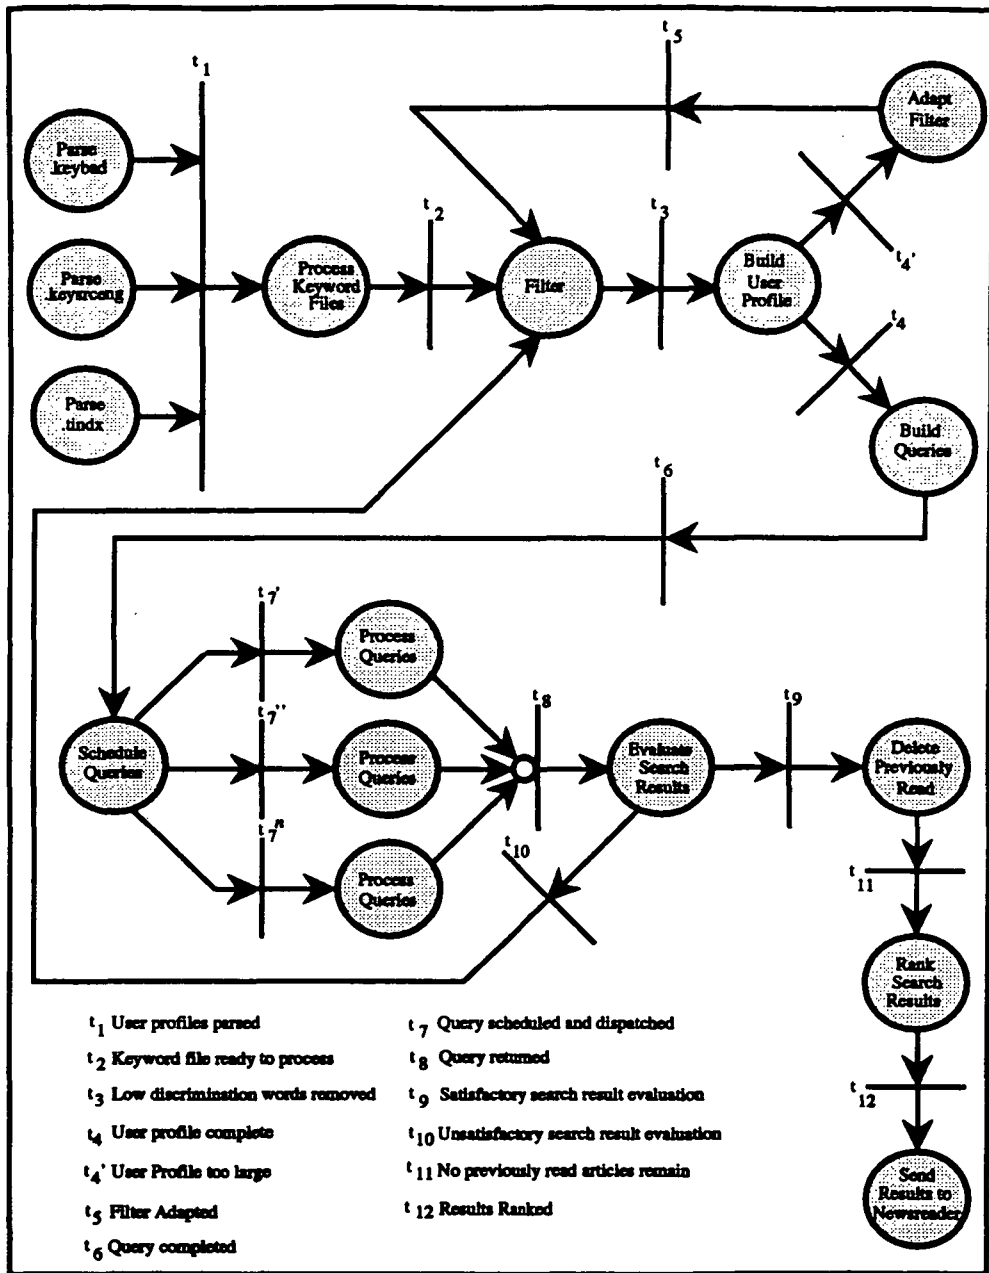 t5
t1
Adapt
Filter
Parse
.keybad
t2
t3
t4'
Parse
.keysrceng
Process
Keyword
Files
Filter
Build
User
Profile
t4
Parse
.tindx
Build
Queries
t6
t7'
Process
Queries
t7''
t8
t9
Schedule
Queries
Process
Queries
Evaluate
Search
Results
Delete
Previously
Read
t7n
t10
Process
Queries
t11
Rank
Search
Results
t12
Send
Results to
Newsreader
t1 User profiles parsed
t2 Keyword file ready to process
t3 Low discrimination words removed
t4 User profile complete
t4' User Profile too large
t5 Filter Adapted
t6 Query completed
t7 Query scheduled and dispatched
t8 Query returned
t9 Satisfactory search result evaluation
t10 Unsatisfactory search result evaluation
t11 No previously read articles remain
t12 Results Ranked